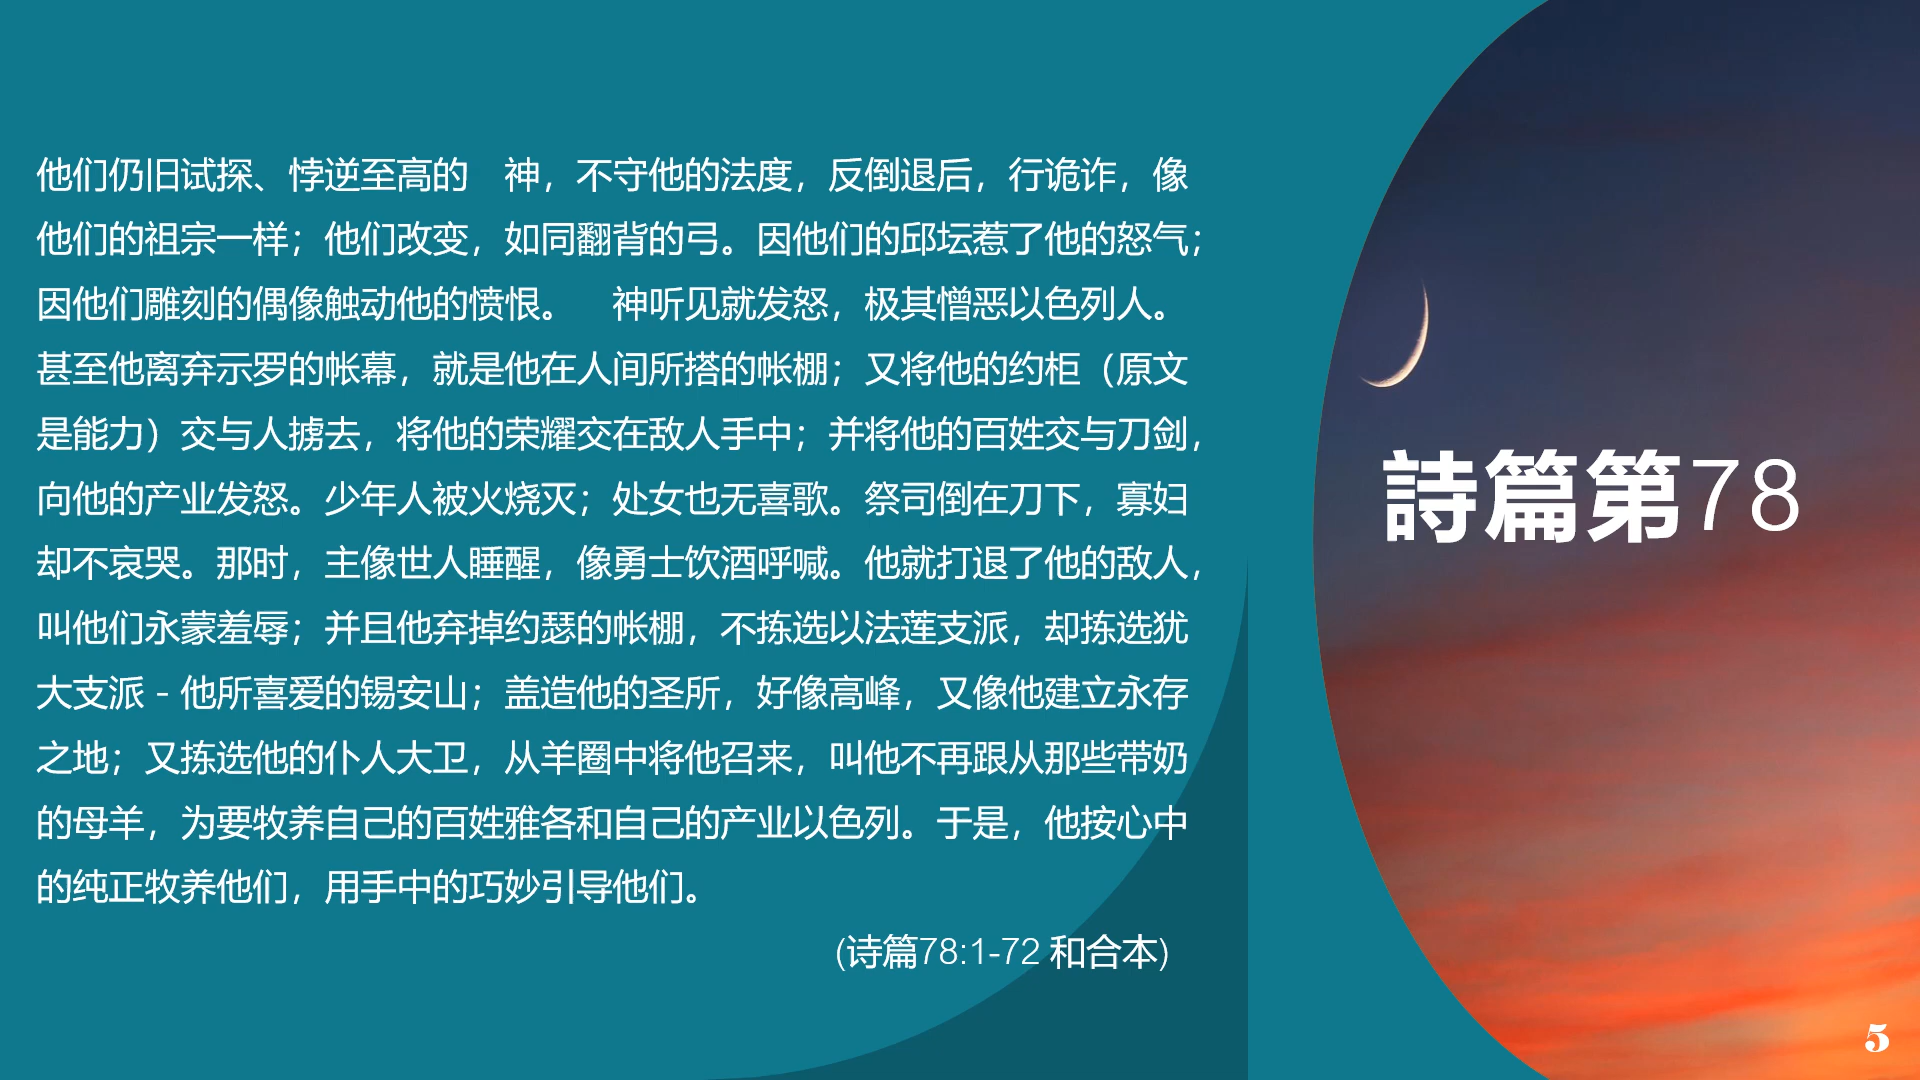 他们仍旧试探、悖逆至高的　神，不守他的法度，反倒退后，行诡诈，像
他们的祖宗一样；他们改变，如同翻背的弓。因他们的邱坛惹了他的怒气；
因他们雕刻的偶像触动他的愤恨。　神听见就发怒，极其憎恶以色列人。
甚至他离弃示罗的帐幕，就是他在人间所搭的帐棚；又将他的约柜（原文
是能力）交与人掳去，将他的荣耀交在敌人手中；并将他的百姓交与刀剑，
向他的产业发怒。少年人被火烧灭；处女也无喜歌。祭司倒在刀下，寡妇
却不哀哭。那时，主像世人睡醒，像勇士饮酒呼喊。他就打退了他的敌人，
叫他们永蒙羞辱；并且他弃掉约瑟的帐棚，不拣选以法莲支派，却拣选犹
大支派 - 他所喜爱的锡安山；盖造他的圣所，好像高峰，又像他建立永存
之地；又拣选他的仆人大卫，从羊圈中将他召来，叫他不再跟从那些带奶
的母羊，为要牧养自己的百姓雅各和自己的产业以色列。于是，他按心中
的纯正牧养他们，用手中的巧妙引导他们。
(诗篇78:1-72 和合本)
詩篇第78
5